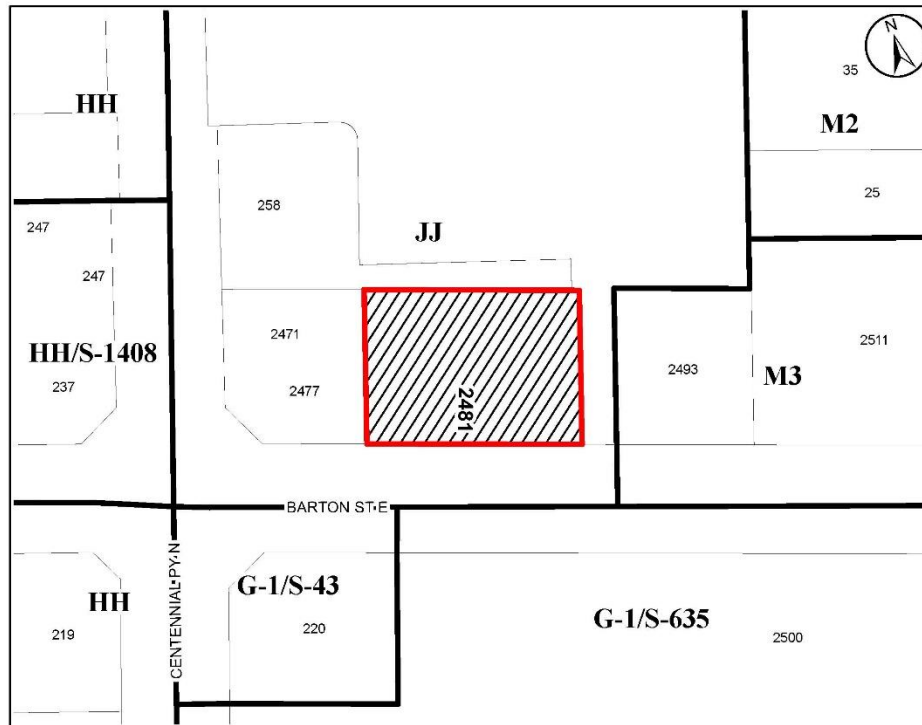 N
35
HH
M2
258
25
247
JJ
247
2471
2511
HH/S-1408
2493
237
2477
2481
M3
BARTON ST E
CENTENNIAL PY N
G-1/S-43
HH
G-1/S-635
219
220
2500